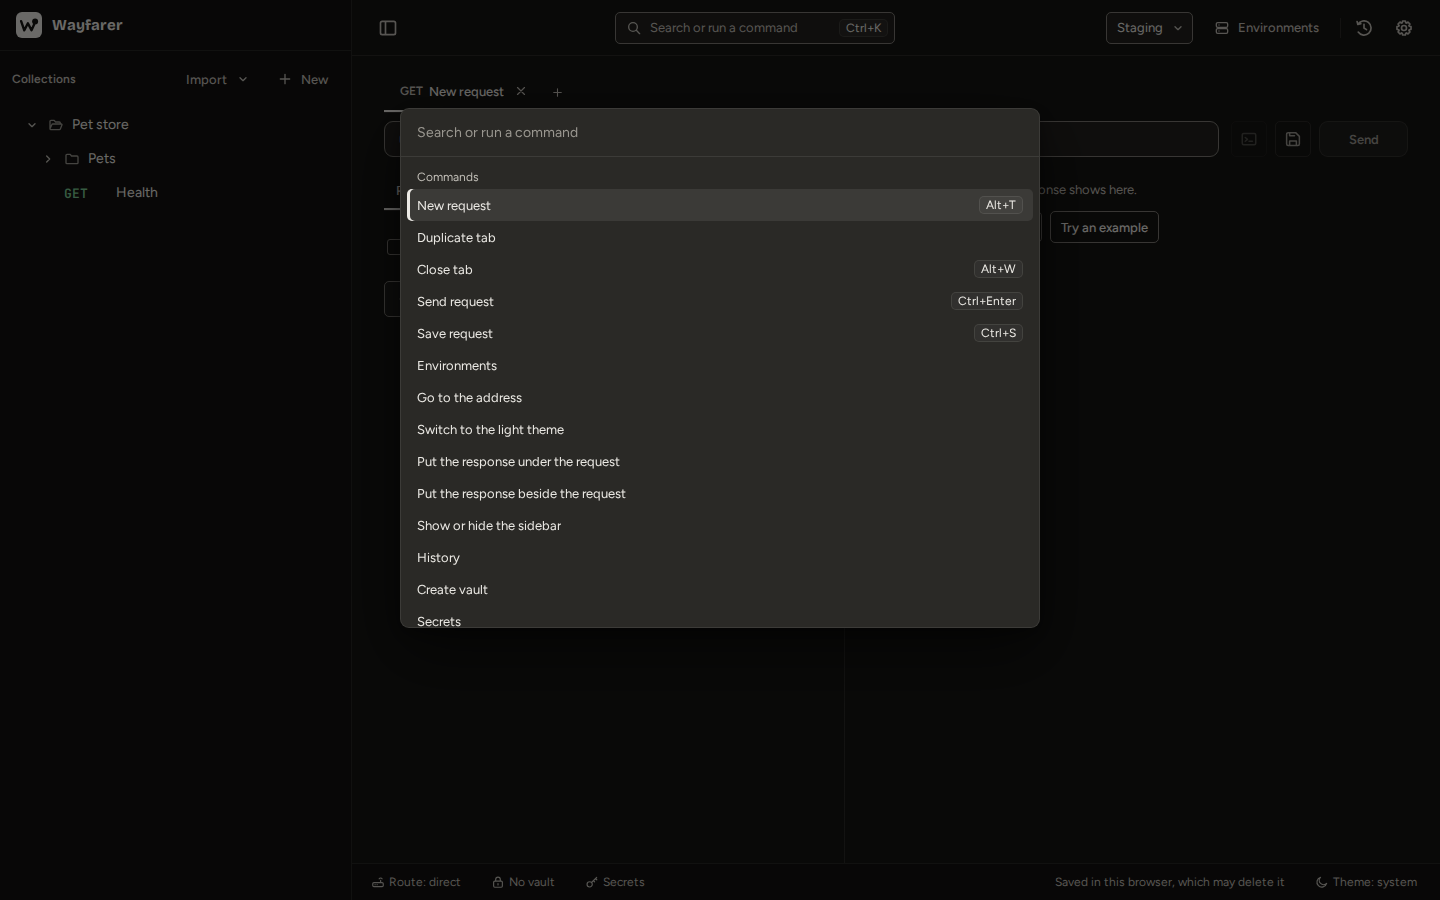 Wayfarer
Search or run a command
Ctrl+K
Staging
Environments
Collections
Import
New
GET New request
Pet store
Pets
GET Health
Send
Search or run a command
Commands
New request
Alt+T
Duplicate tab
Close tab
Alt+W
Send request
Ctrl+Enter
Save request
Ctrl+S
Environments
Go to the address
Switch to the light theme
Put the response under the request
Put the response beside the request
Show or hide the sidebar
History
Create vault
Secrets
shows here.
Try an example
Route: direct
No vault
Secrets
Saved in this browser, which may delete it
Theme: system